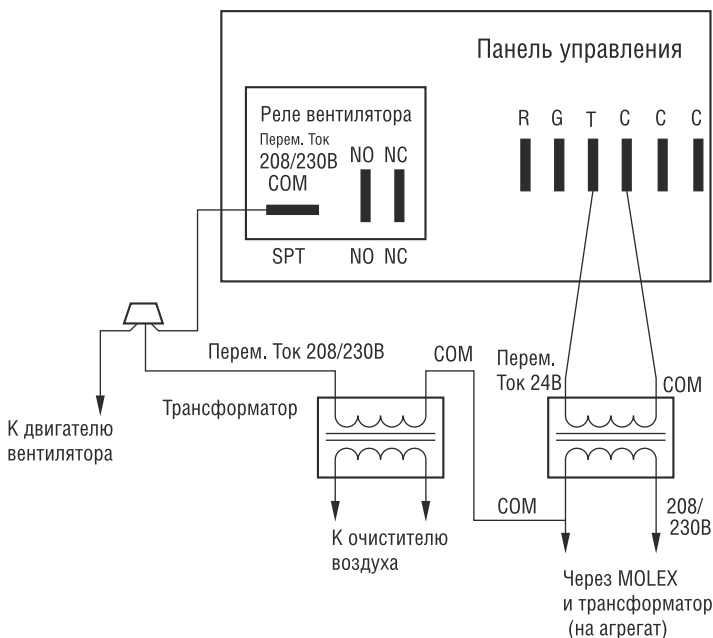 Панель управления
Реле вентилятора
Перем. Ток
208/230В
COM
NO NC
R G T C C C
SPT NO NC
Перем. Ток 208/230В
COM
Перем.
Ток 24В
COM
Трансформатор
К двигателю
вентилятора
COM
208/
230В
К очистителю
воздуха
Через MOLEX
и трансформатор
(на агрегат)